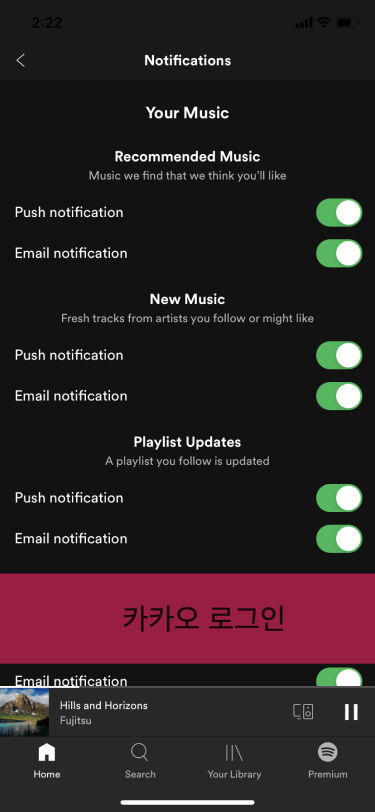 2:22
Notifications
Your Music
Recommended Music
Music we find that we think you'll like
Push notification
Email notification
New Music
Fresh tracks from artists you follow or might like
Push notification
Email notification
Playlist Updates
A playlist you follow is updated
Push notification
Email notification
카카오 로그인
Email notification
Hills and Horizons
Fujitsu
Home
Search
Your Library
Premium